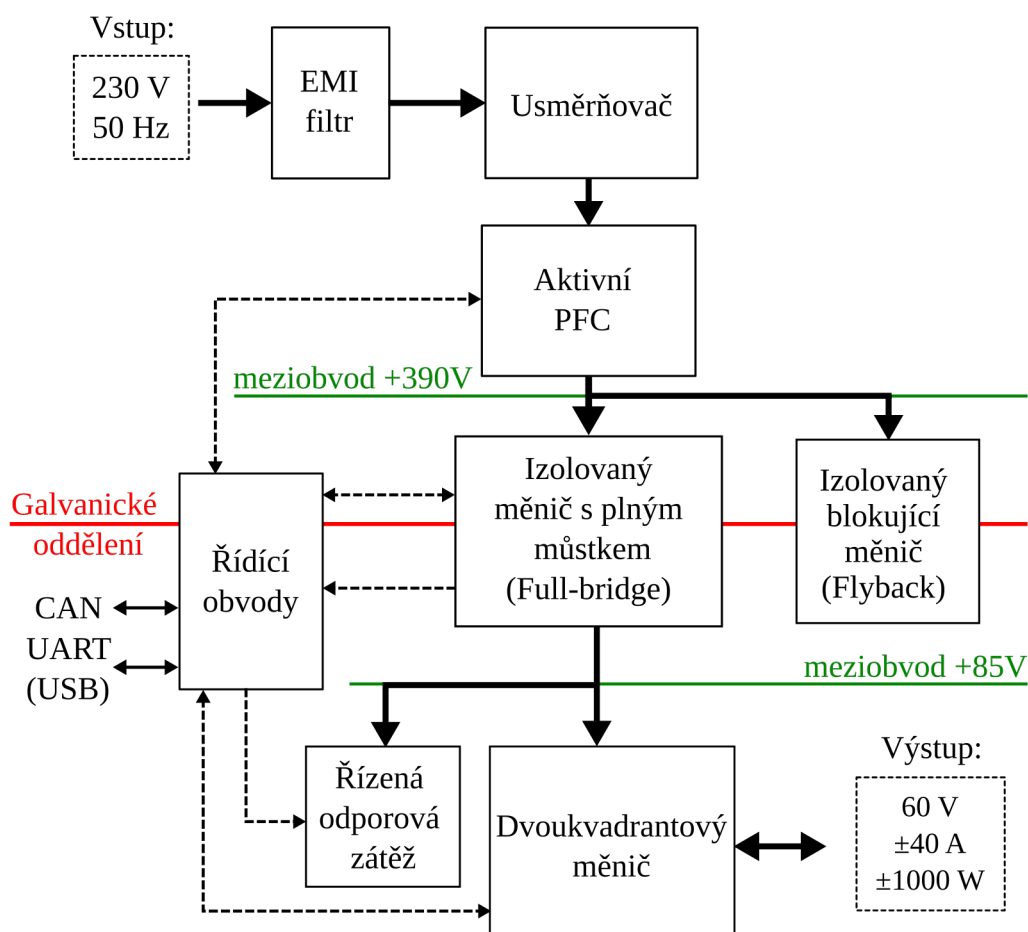 Vstup:
230 V
50 Hz
EMI
filtr
Usměrňovač
Aktivní
PFC
meziobvod +390V
Izolovaný
měnič s plným
můstkem
(Full-bridge)
Izolovaný
blokující
měnič
(Flyback)
Galvanické
oddělení
Řídící
obvody
CAN
UART
(USB)
meziobvod +85V
Řízená
odporová
zátěž
Dvoukvadrantový
měnič
Výstup:
60 V
±40 A
±1000 W